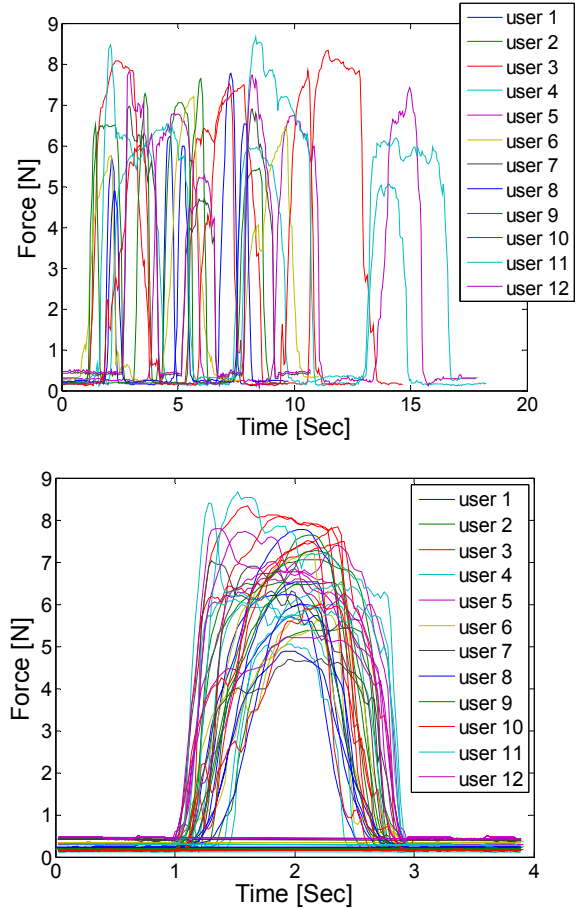 9
8
7
6
5
4
3
2
1
0
Force [N]
0 5 10 15 20
Time [Sec]
user 1
user 2
user 3
user 4
user 5
user 6
user 7
user 8
user 9
user 10
user 11
user 12
9
8
7
6
5
4
3
2
1
0
Force [N]
0 1 2 3 4
Time [Sec]
user 1
user 2
user 3
user 4
user 5
user 6
user 7
user 8
user 9
user 10
user 11
user 12